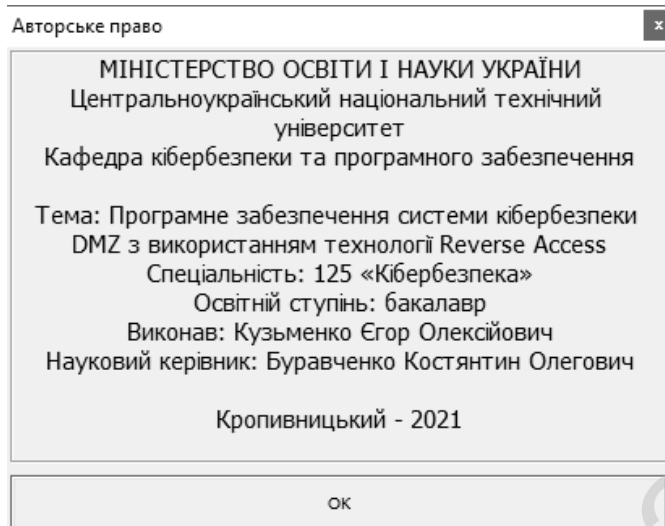 Авторське право
x
МІНІСТЕРСТВО ОСВІТИ І НАУКИ УКРАЇНИ
Центральноукраїнський національний технічний
університет
Кафедра кібербезпеки та програмного забезпечення
Тема: Програмне забезпечення системи кібербезпеки
DMZ з використанням технології Reverse Access
Спеціальність: 125 «Кібербезпека»
Освітній ступінь: бакалавр
Виконав: Кузьменко Єгор Олексійович
Науковий керівник: Буравченко Костянтин Олегович
Кропивницький - 2021
ОК